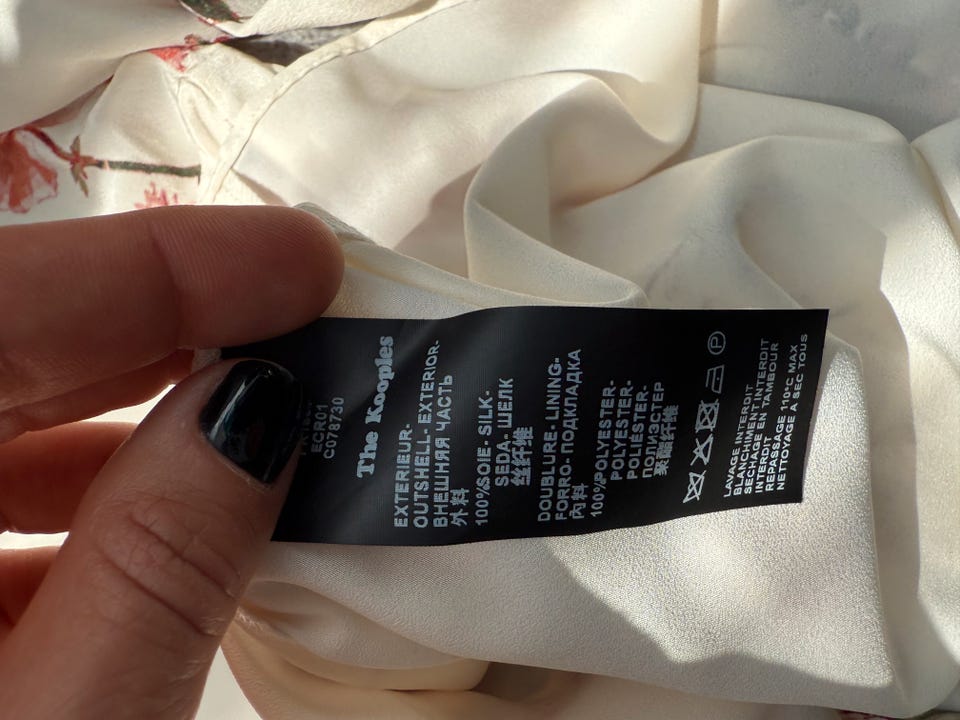 ECR01
C078730
The Kooples
EXTERIEUR-
OUTSHELL- EXTERIOR-
ВНЕШНЯЯ ЧАСТЬ
外料
100%SOIE- SILK-
SEDA- ШЕЛК
丝纤维
DOUBLURE- LINING-
FORRO- ПОДКЛАДКА
內料
100%POLYESTER-
POLYESTER-
POLIÉSTER-
ПОЛИЭСТЕР
聚酯纤维
P
LAVAGE INTERDIT
BLANCHIMENT INTERDIT
SECHAGE EN TAMBOUR
INTERDIT
REPASSAGE 110°C MAX
NETTOYAGE A SEC TOUS